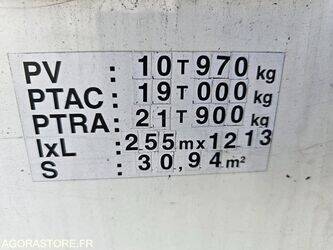 PV : 10T970 kg
PTAC : 19T000 kg
PTRA : 21T900 kg
lxL : 255mx1213
S : 30,94m²
AGORASTORE.FR